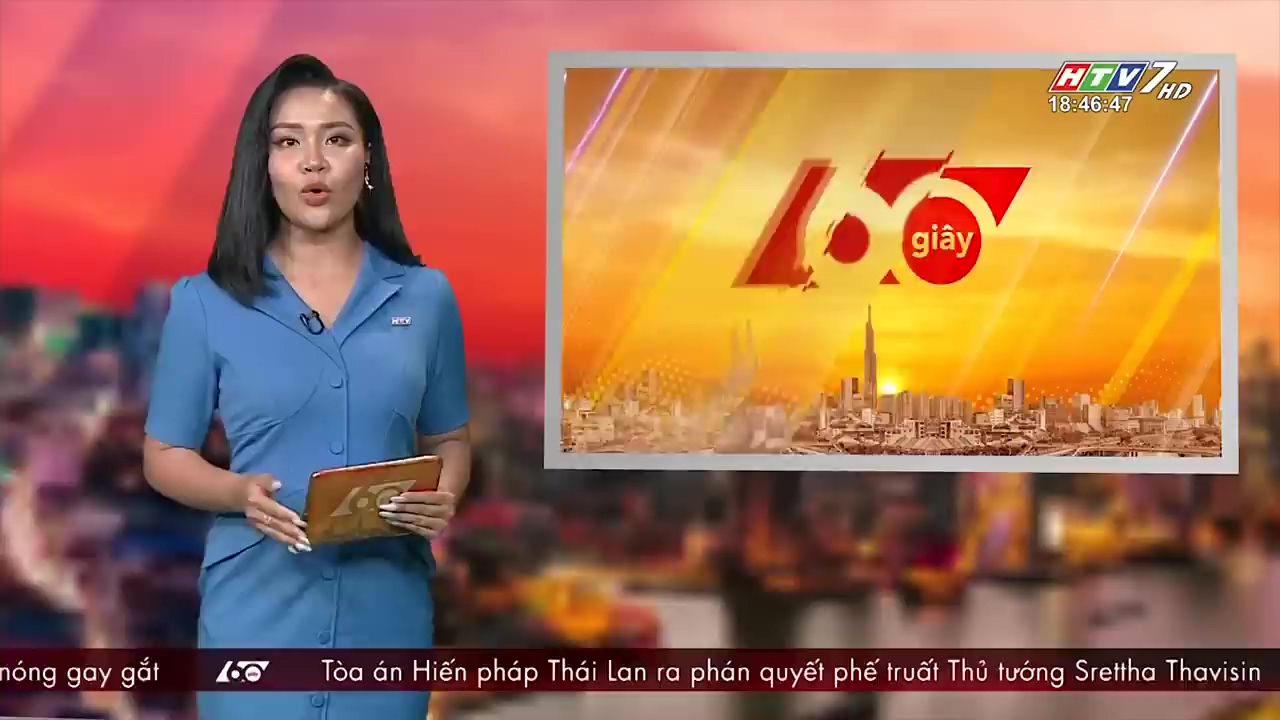 HTV7 HD
18:46:47
60 giây
HTV
60
nóng gay gắt 60 Tòa án Hiến pháp Thái Lan ra phán quyết phế truất Thủ tướng Srettha Thavisin